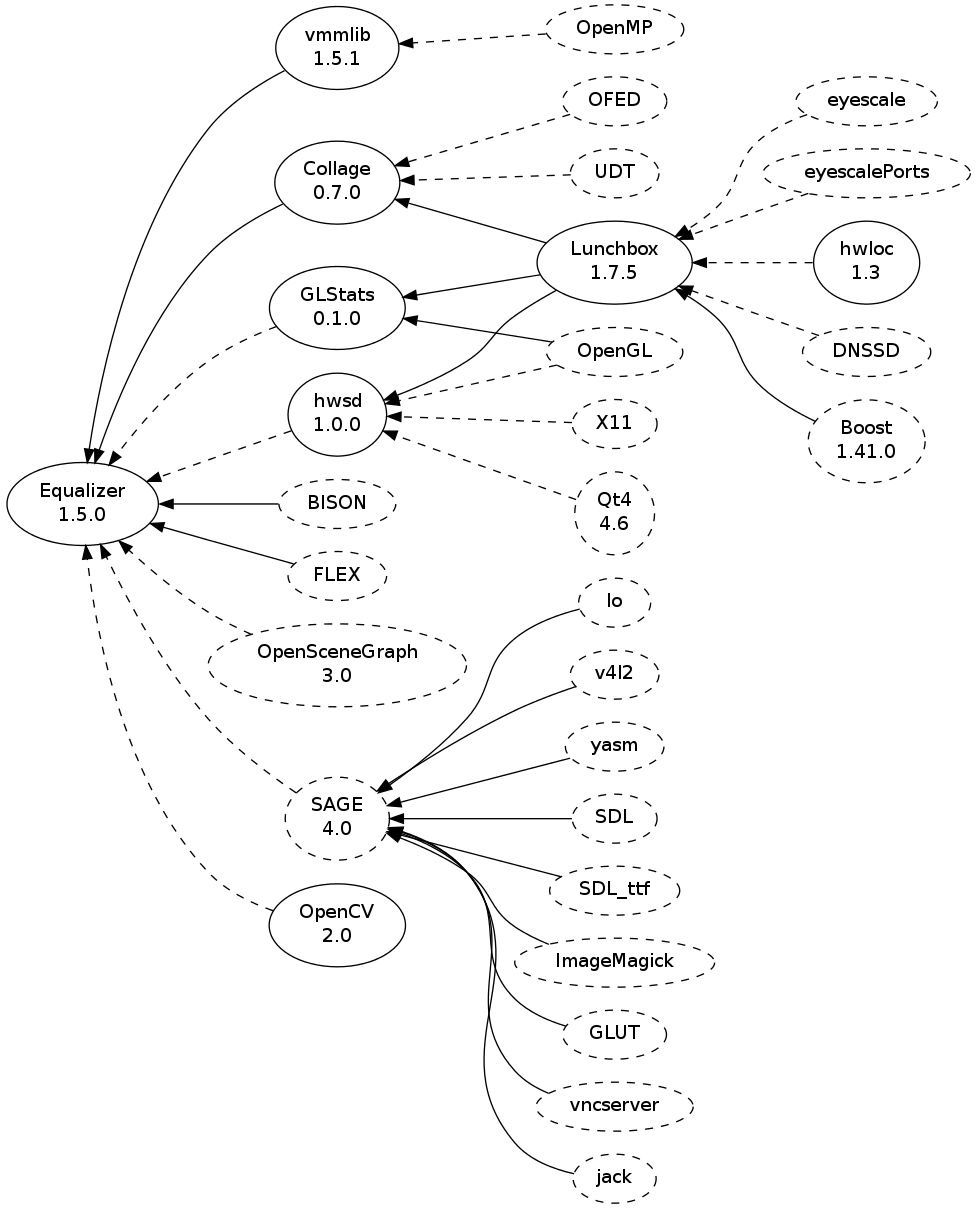 vmmlib
1.5.1
OpenMP
OFED
eyescale
Collage
0.7.0
UDT
eyescalePorts
Lunchbox
1.7.5
hwloc
1.3
GLStats
0.1.0
OpenGL
DNSSD
hwsd
1.0.0
X11
Boost
1.41.0
Equalizer
1.5.0
BISON
Qt4
4.6
FLEX
lo
OpenSceneGraph
3.0
v4l2
yasm
SAGE
4.0
SDL
SDL_ttf
OpenCV
2.0
ImageMagick
GLUT
vncserver
jack